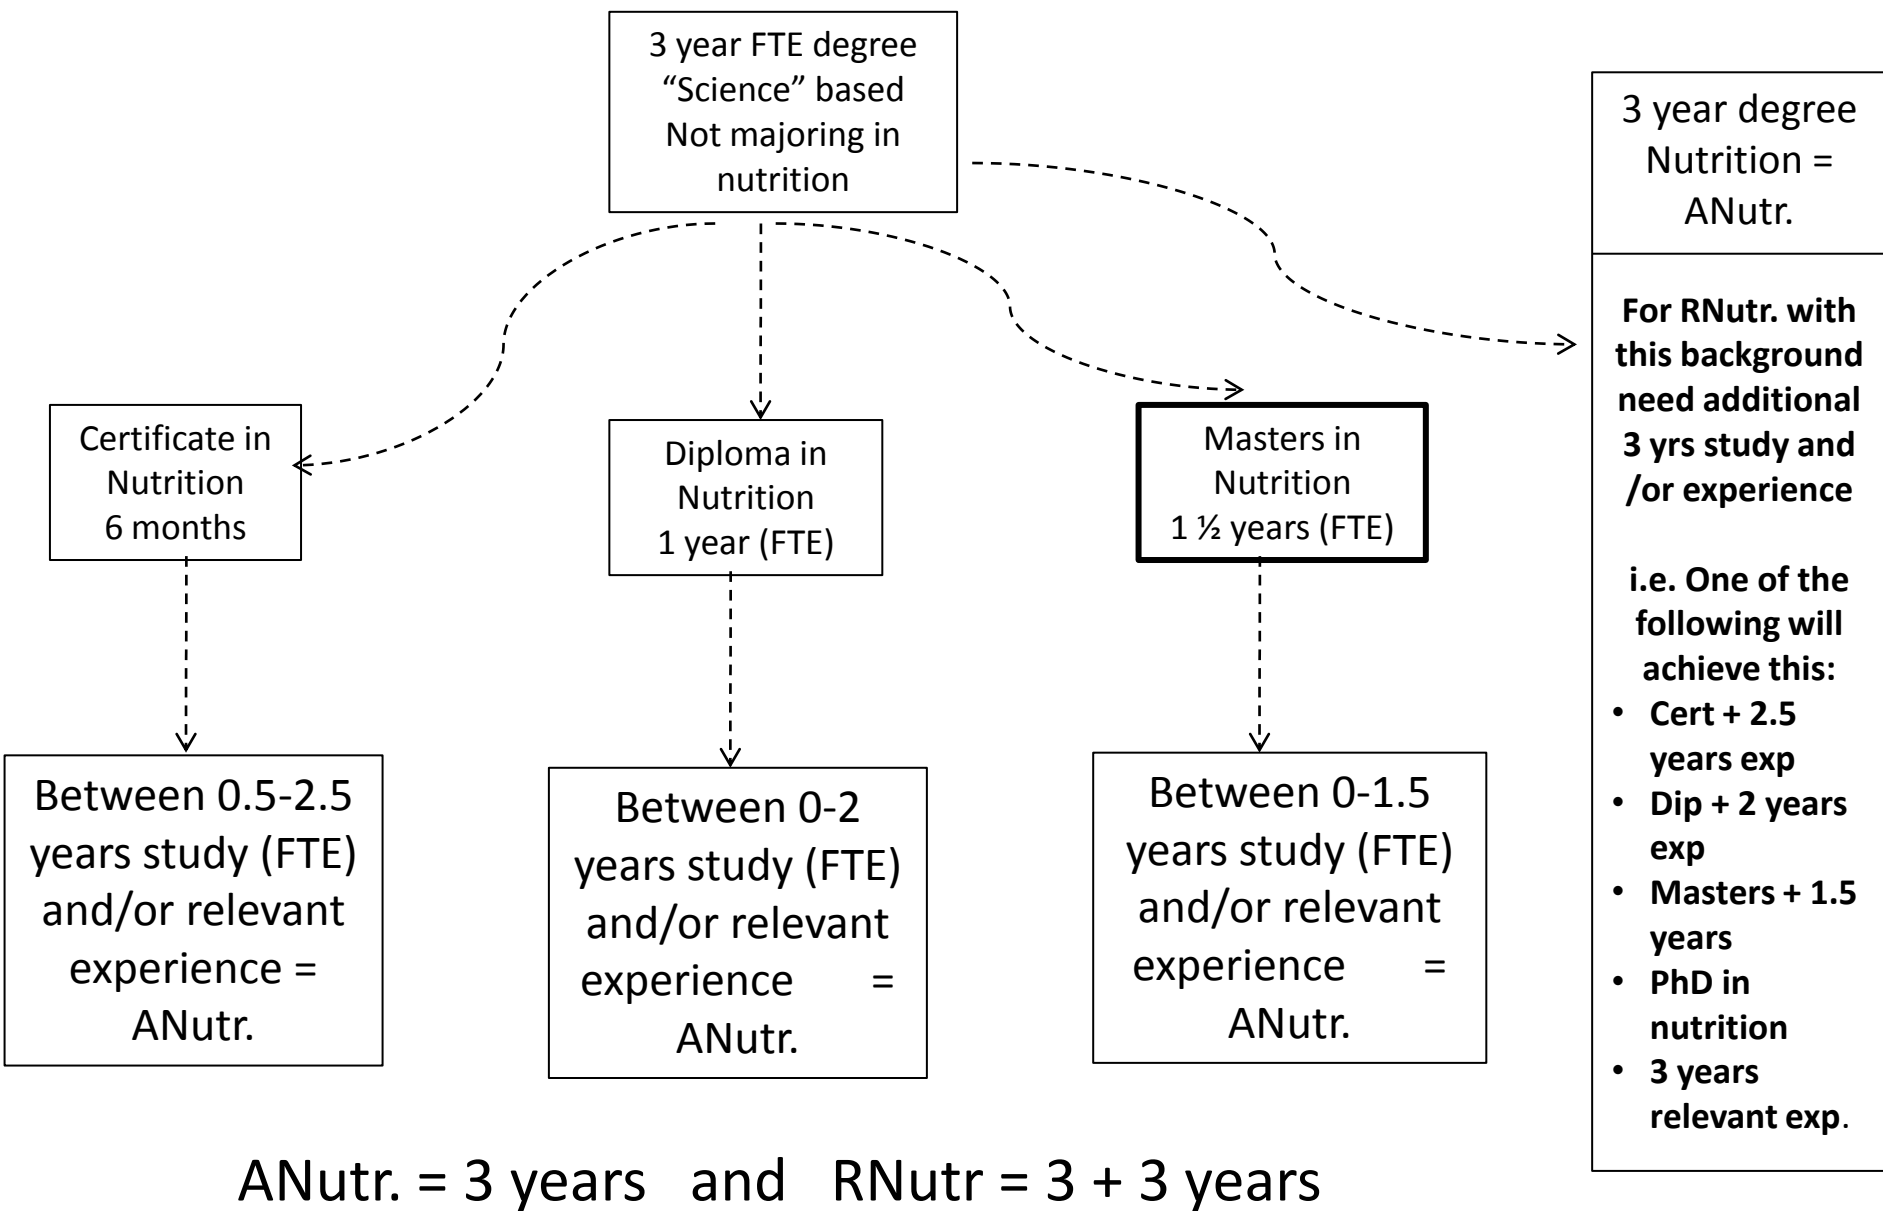 3 year FTE degree
“Science” based
Not majoring in
nutrition
3 year degree
Nutrition =
ANutr.
For RNutr. with
this background
need additional
3 yrs study and
/or experience
i.e. One of the
following will
achieve this:
• Cert + 2.5
years exp
• Dip + 2 years
exp
• Masters + 1.5
years
• PhD in
nutrition
• 3 years
relevant exp.
Certificate in
Nutrition
6 months
Diploma in
Nutrition
1 year (FTE)
Masters in
Nutrition
1 ½ years (FTE)
Between 0.5-2.5
years study (FTE)
and/or relevant
experience =
ANutr.
Between 0-2
years study (FTE)
and/or relevant
experience =
ANutr.
Between 0-1.5
years study (FTE)
and/or relevant
experience =
ANutr.
ANutr. = 3 years and RNutr = 3 + 3 years